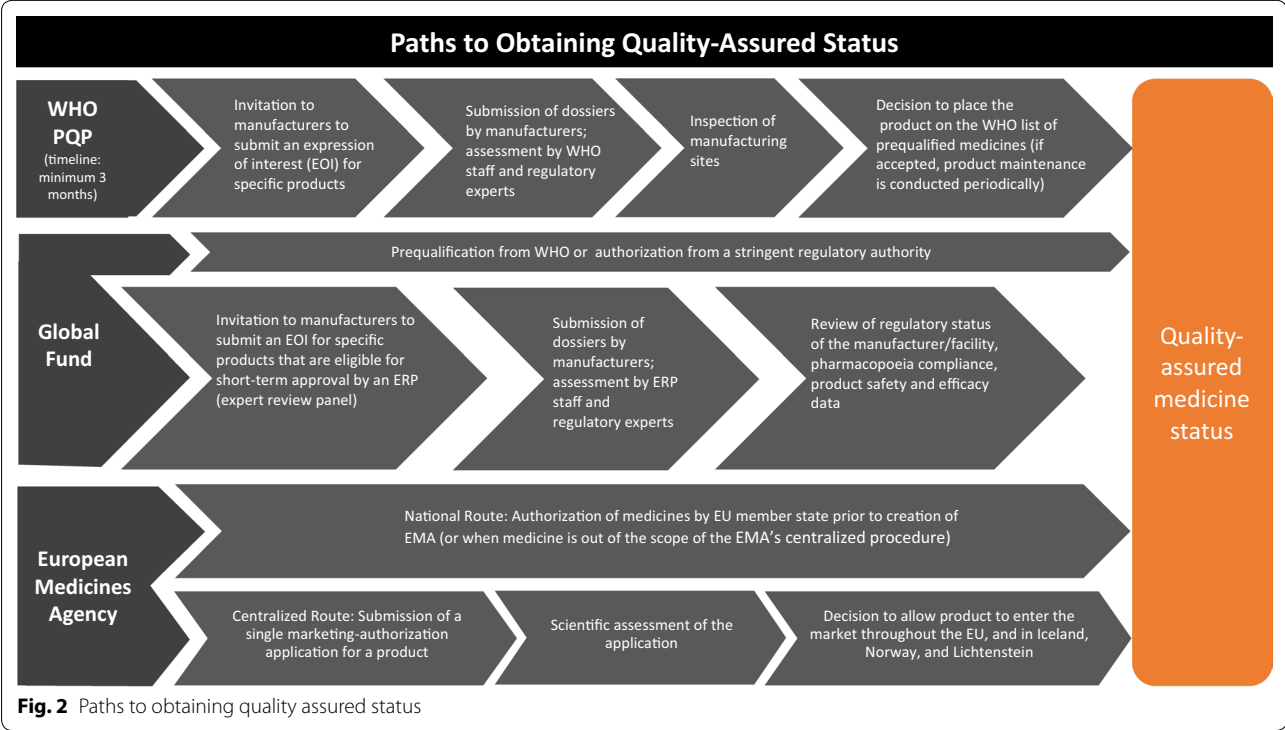 Paths to Obtaining Quality-Assured Status
WHO
PQP
(timeline:
minimum 3
months)
Invitation to
manufacturers to
submit an expression
of interest (EOI) for
specific products
Submission of dossiers
by manufacturers;
assessment by WHO
staff and regulatory
experts
Inspection of
manufacturing
sites
Decision to place the
product on the WHO list of
prequalified medicines (if
accepted, product maintenance
is conducted periodically)
Global
Fund
Prequalification from WHO or authorization from a stringent regulatory authority
Invitation to manufacturers to
submit an EOI for specific
products that are eligible for
short-term approval by an ERP
(expert review panel)
Submission of
dossiers by
manufacturers;
assessment by ERP
staff and
regulatory experts
Review of regulatory status
of the manufacturer/facility,
pharmacopoeia compliance,
product safety and efficacy
data
European
Medicines
Agency
National Route: Authorization of medicines by EU member state prior to creation of
EMA (or when medicine is out of the scope of the EMA's centralized procedure)
Centralized Route: Submission of a
single marketing-authorization
application for a product
Scientific assessment of the
application
Decision to allow product to enter the
market throughout the EU, and in Iceland,
Norway, and Lichtenstein
Quality-
assured
medicine
status
Fig. 2 Paths to obtaining quality assured status